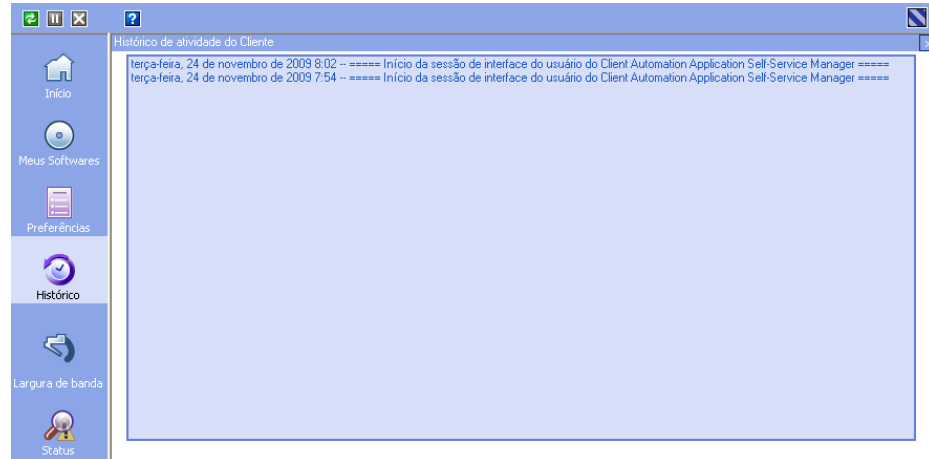 Histórico de atividade do Cliente
terça-feira, 24 de novembro de 2009 8:02 -- ===== Início da sessão de interface do usuário do Client Automation Application Self-Service Manager =====
terça-feira, 24 de novembro de 2009 7:54 -- ===== Início da sessão de interface do usuário do Client Automation Application Self-Service Manager =====
Início
Meus Softwares
Preferências
Histórico
Largura de banda
Status